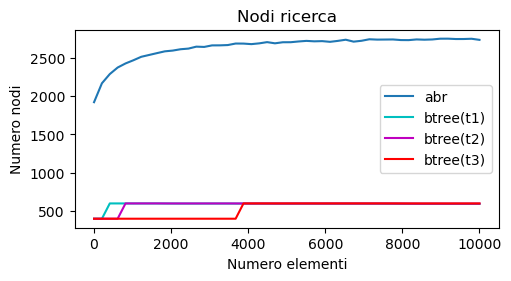 Nodi ricerca
Numero nodi
2500
2000
1500
1000
500
abr
btree(t1)
btree(t2)
btree(t3)
0 2000 4000 6000 8000 10000
Numero elementi